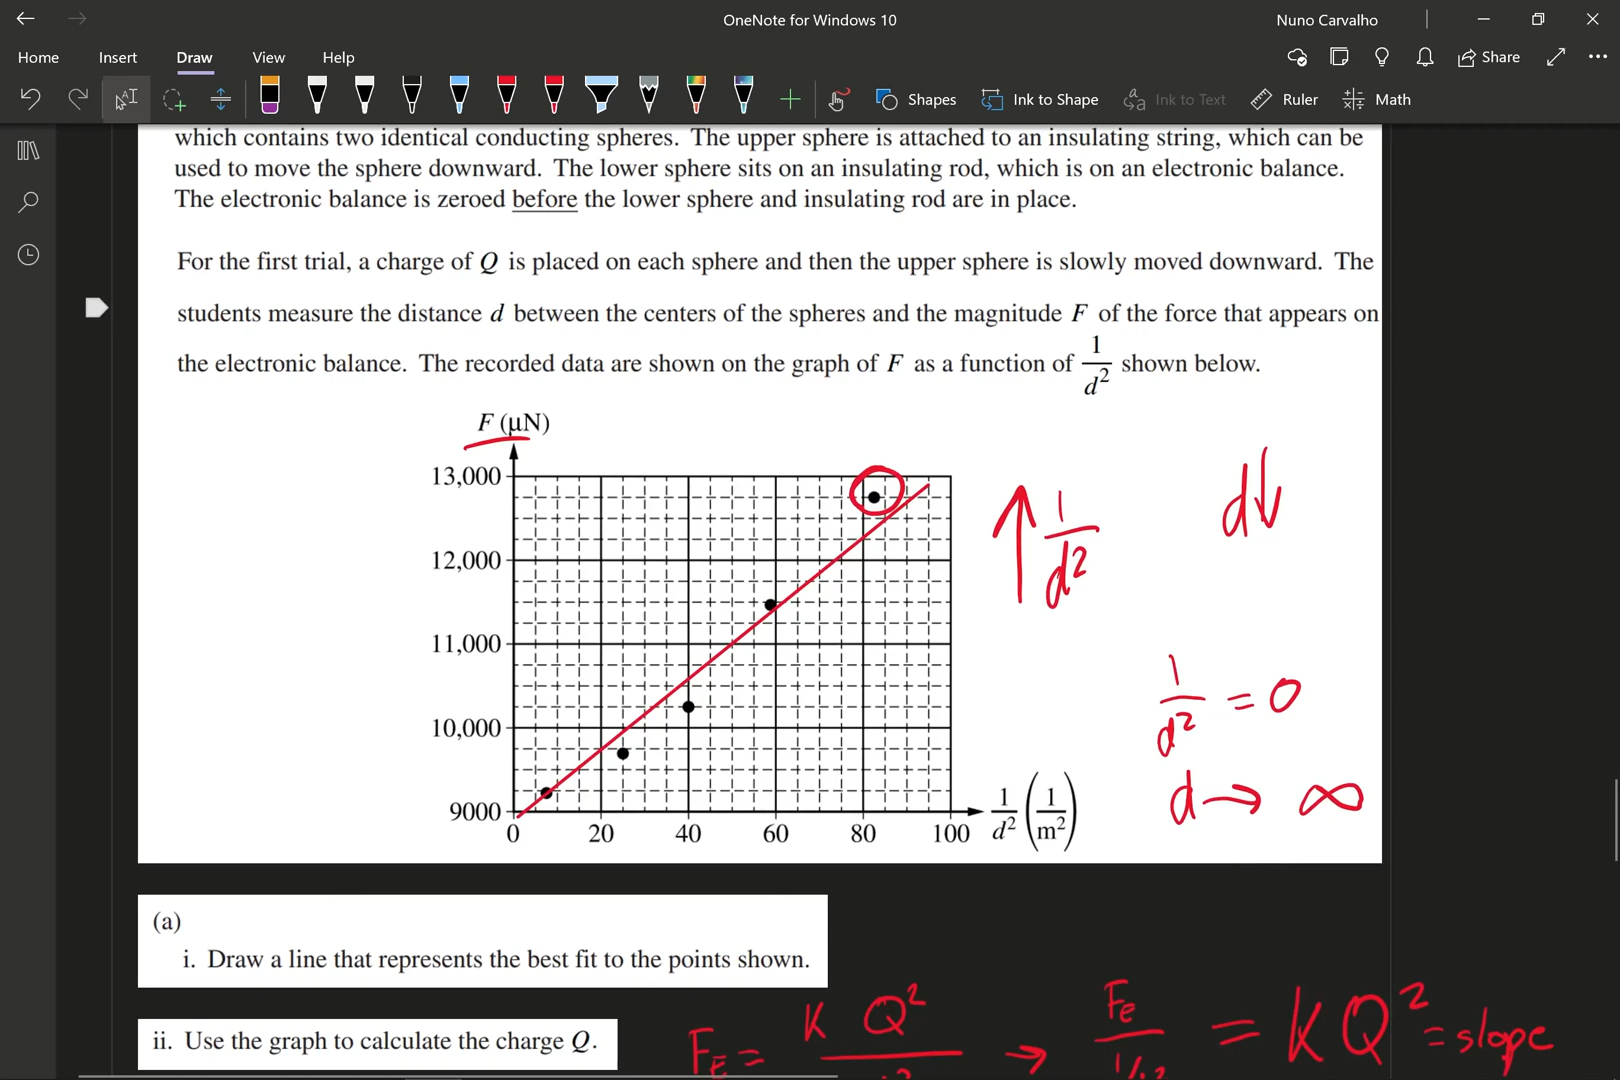 OneNote for Windows 10
Nuno Carvalho
Home Insert Draw View Help
Share
Shapes Ink to Shape Ink to Text Ruler Math
which contains two identical conducting spheres. The upper sphere is attached to an insulating string, which can be
used to move the sphere downward. The lower sphere sits on an insulating rod, which is on an electronic balance.
The electronic balance is zeroed before the lower sphere and insulating rod are in place.
For the first trial, a charge of Q is placed on each sphere and then the upper sphere is slowly moved downward. The
students measure the distance d between the centers of the spheres and the magnitude F of the force that appears on
the electronic balance. The recorded data are shown on the graph of F as a function of 1/d² shown below.
F (μN)
13,000
12,000
11,000
10,000
9000
0 20 40 60 80 100
1/d² (1/m²)
↑ 1/d²
d↓
1/d² = 0
d → ∞
(a)
i. Draw a line that represents the best fit to the points shown.
ii. Use the graph to calculate the charge Q.
F_E = K Q² → F_E = K Q² = slope